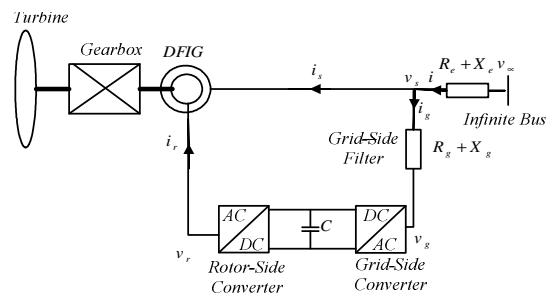 Turbine
Gearbox
DFIG
i_s
v_s
i
R_e + X_e
v_∞
i_g
Infinite Bus
Grid-Side
Filter
R_g + X_g
i_r
AC
DC
C
DC
AC
v_r
v_g
Rotor-Side
Converter
Grid-Side
Converter